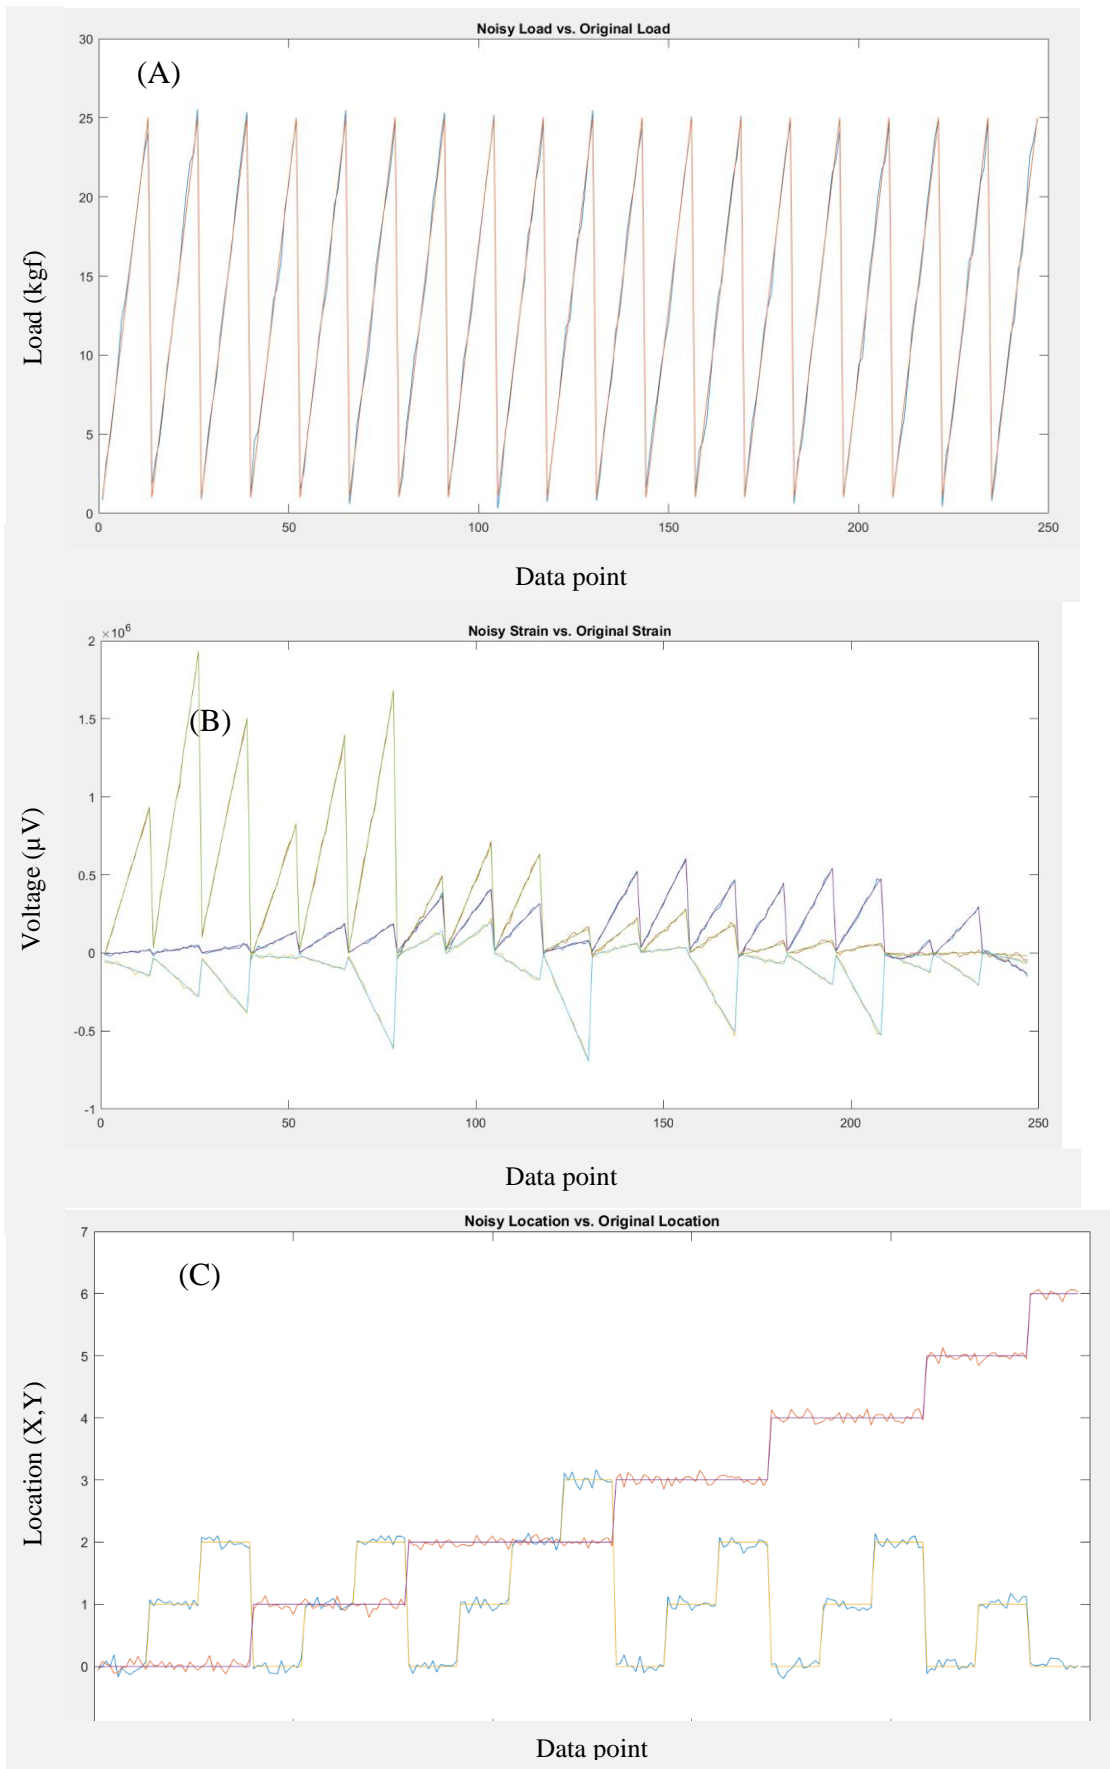 Noisy Load vs. Original Load
(A)
30
25
20
15
10
5
0
0 50 100 150 200 250
Load (kgf)
Data point
Noisy Strain vs. Original Strain
×10⁶
(B)
2
1.5
1
0.5
0
-0.5
-1
0 50 100 150 200 250
Voltage (µV)
Data point
Noisy Location vs. Original Location
(C)
7
6
5
4
3
2
1
0
Location (X,Y)
Data point